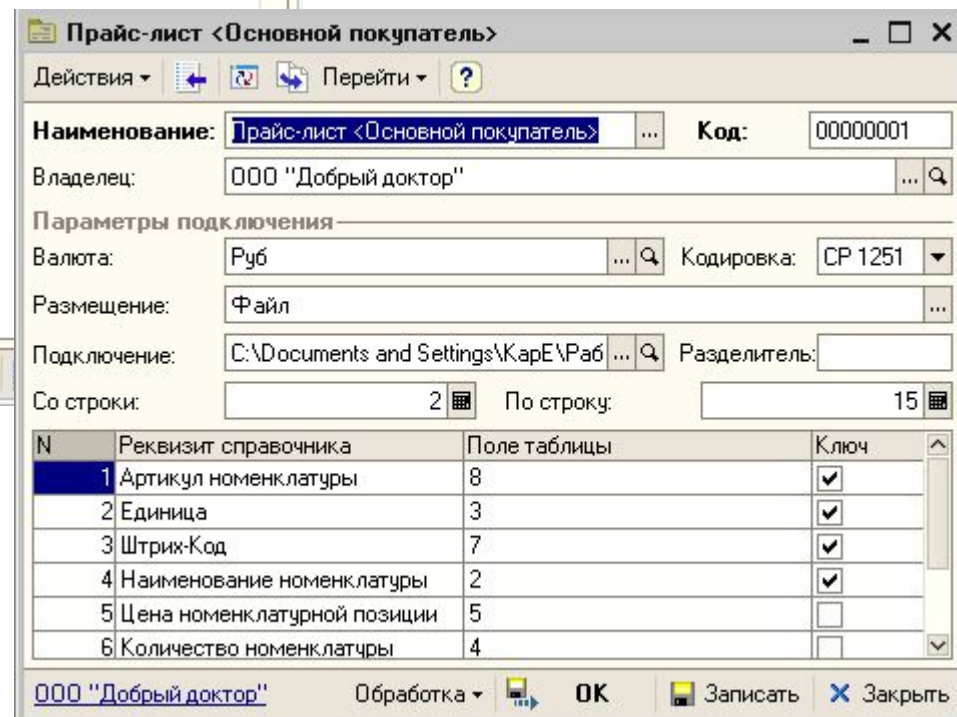 Прайс-лист <Основной покупатель>
Действия Перейти ?
Наименование: Прайс-лист <Основной покупатель> ... Код: 00000001
Владелец: ООО "Добрый доктор" ...
Параметры подключения
Валюта: Руб ... Кодировка: CP 1251
Размещение: Файл ...
Подключение: C:\Documents and Settings\KapE\Раб ... Разделитель:
Со строки: 2 По строку: 15
N Реквизит справочника Поле таблицы Ключ
1 Артикул номенклатуры 8
2 Единица 3
3 Штрих-Код 7
4 Наименование номенклатуры 2
5 Цена номенклатурной позиции 5
6 Количество номенклатуры 4
ООО "Добрый доктор" Обработка OK Записать Закрыть